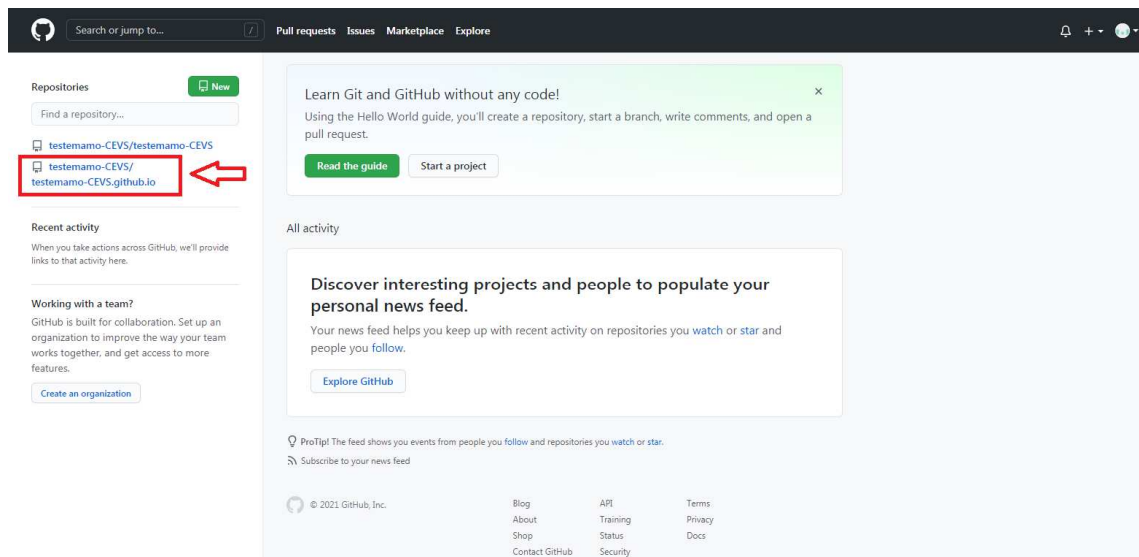 Search or jump to... /
Pull requests Issues Marketplace Explore
Repositories
New
Find a repository...
testemamo-CEVS/testemamo-CEVS
testemamo-CEVS/
testemamo-CEVS.github.io
Recent activity
When you take actions across GitHub, we'll provide
links to that activity here.
Working with a team?
GitHub is built for collaboration. Set up an
organization to improve the way your team
works together, and get access to more
features.
Create an organization
Learn Git and GitHub without any code!
Using the Hello World guide, you'll create a repository, start a branch, write comments, and open a
pull request.
Read the guide
Start a project
All activity
Discover interesting projects and people to populate your
personal news feed.
Your news feed helps you keep up with recent activity on repositories you watch or star and
people you follow.
Explore GitHub
ProTip! The feed shows you events from people you follow and repositories you watch or star.
Subscribe to your news feed
© 2021 GitHub, Inc.
Blog
About
Shop
Contact GitHub
API
Training
Status
Security
Terms
Privacy
Docs